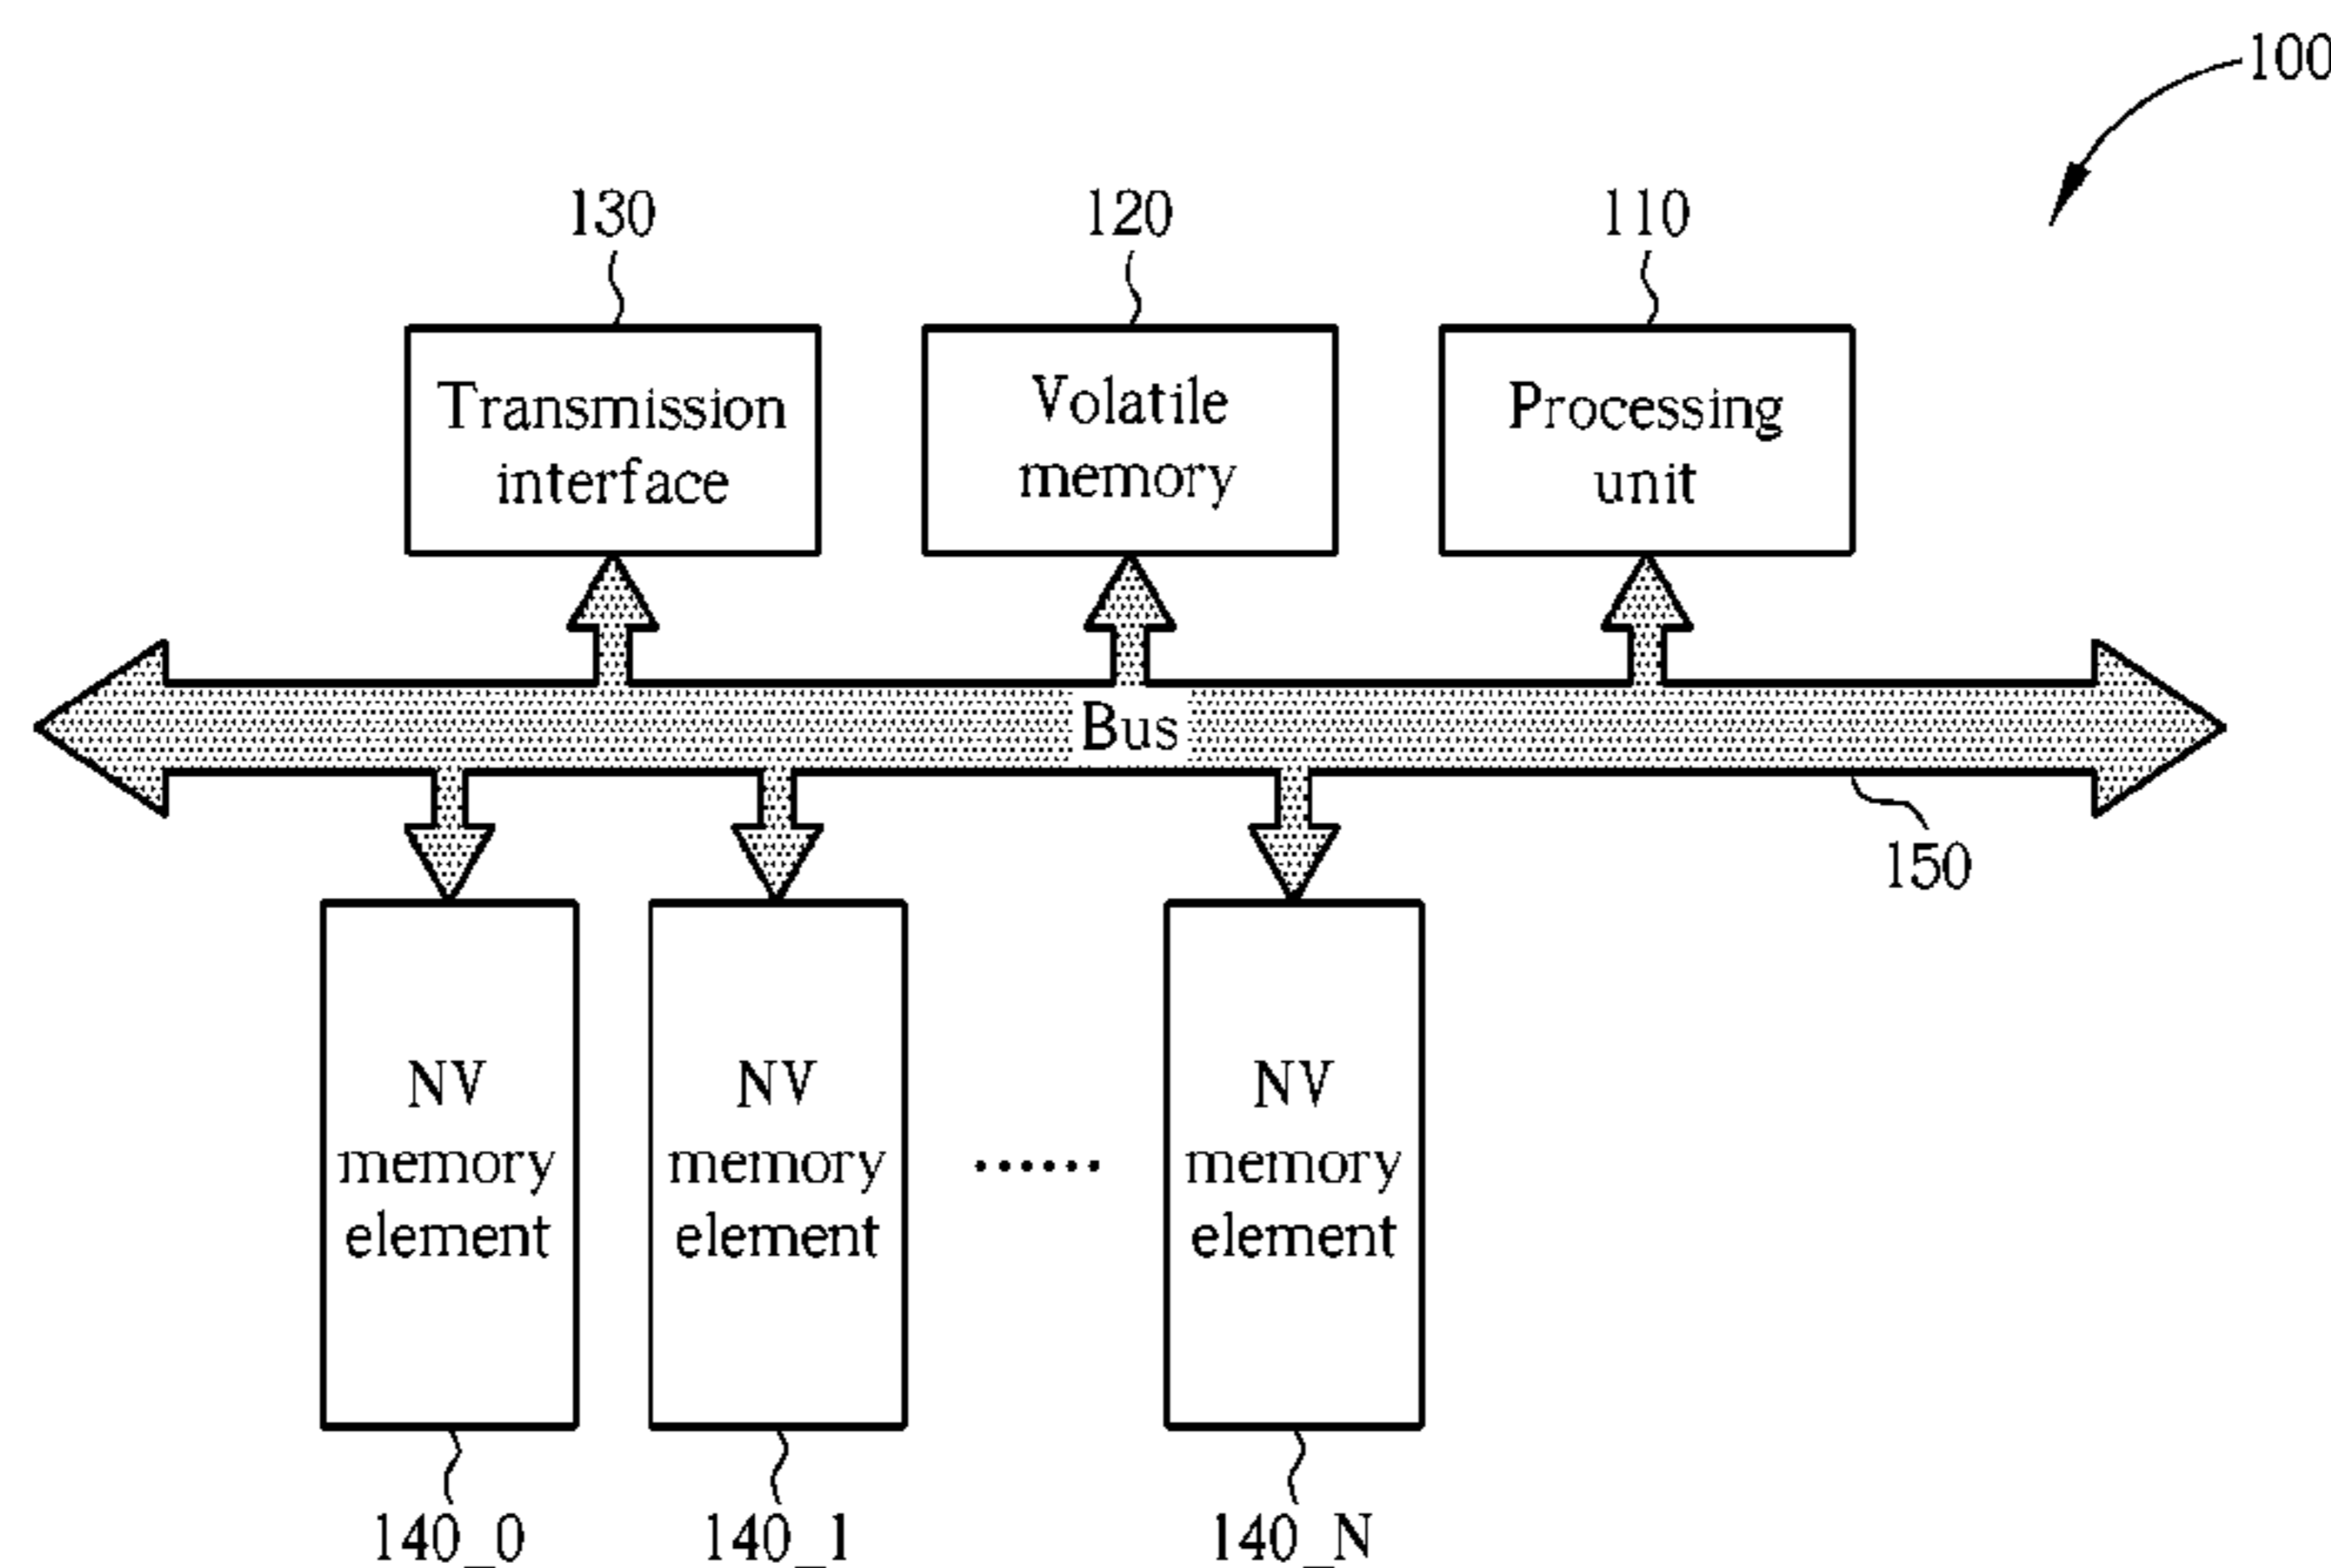 100
130
120
110
Transmission
interface
Volatile
memory
Processing
unit
Bus
150
NV
memory
element
NV
memory
element
......
NV
memory
element
140_0
140_1
140_N